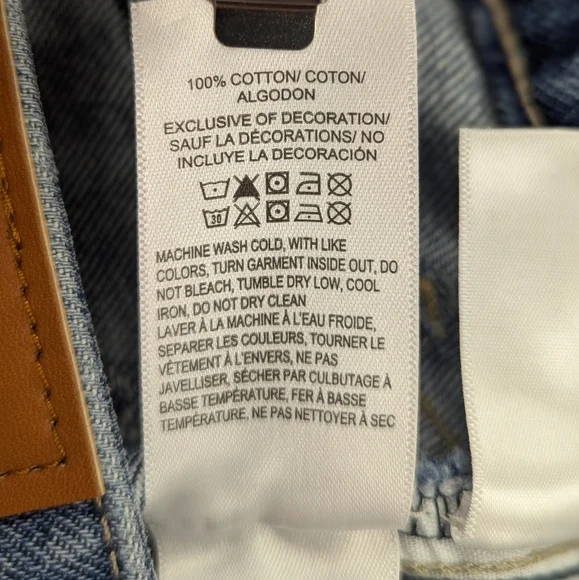 100% COTTON/ COTON/
ALGODON
EXCLUSIVE OF DECORATION/
SAUF LA DÉCORATIONS/ NO
INCLUYE LA DECORACIÓN
30
MACHINE WASH COLD, WITH LIKE
COLORS, TURN GARMENT INSIDE OUT, DO
NOT BLEACH, TUMBLE DRY LOW, COOL
IRON, DO NOT DRY CLEAN
LAVER À LA MACHINE À L'EAU FROIDE,
SEPARER LES COULEURS, TOURNER LE
VÊTEMENT À L'ENVERS, NE PAS
JAVELLISER, SÉCHER PAR CULBUTAGE À
BASSE TEMPÉRATURE, FER À BASSE
TEMPÉRATURE, NE PAS NETTOYER À SEC